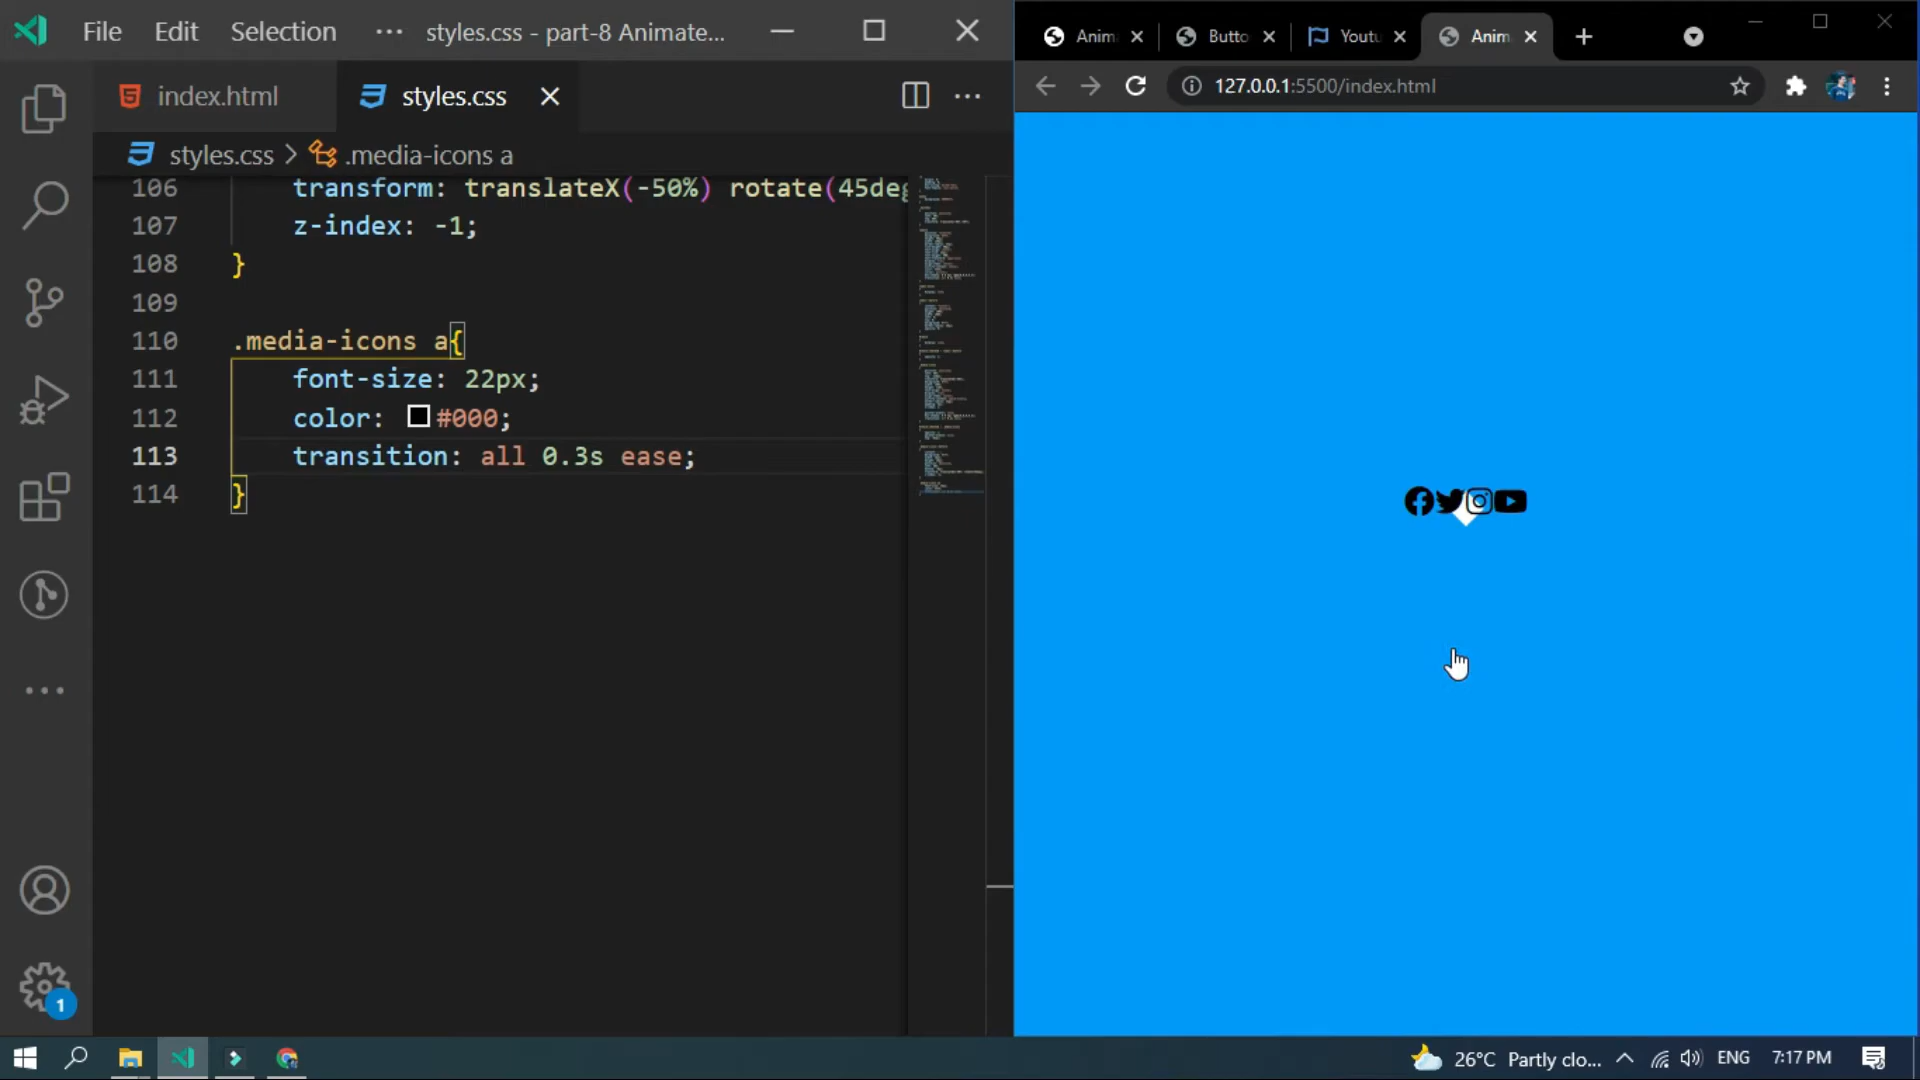 File Edit Selection ··· styles.css - part-8 Animate...
index.html styles.css
styles.css > .media-icons a
106 transform: translateX(-50%) rotate(45deg
107 z-index: -1;
108 }
109
110 .media-icons a{
111 font-size: 22px;
112 color: #000;
113 transition: all 0.3s ease;
114 }
1
Anim Butto Youtu Anim
127.0.0.1:5500/index.html
26°C Partly clo... ENG 7:17 PM